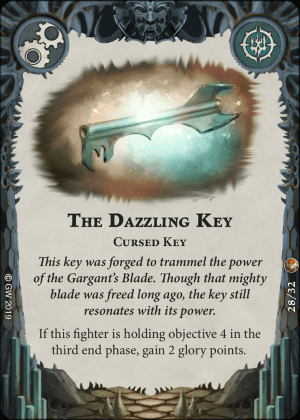 The Dazzling Key
Cursed Key
This key was forged to trammel the power
of the Gargant's Blade. Though that mighty
blade was freed long ago, the key still
resonates with its power.
If this fighter is holding objective 4 in the
third end phase, gain 2 glory points.
© GW 2019
28/32